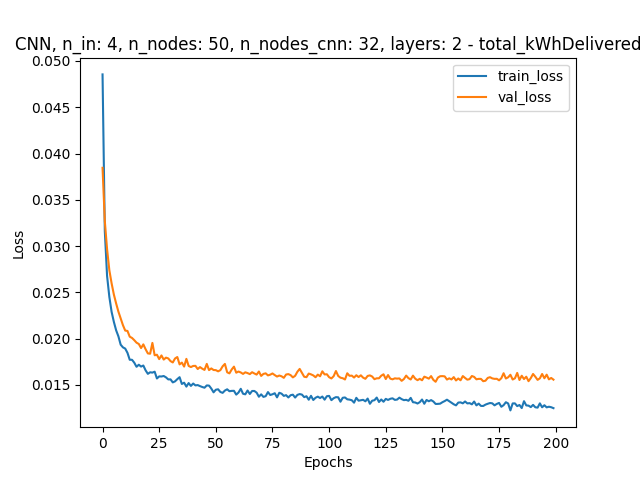 CNN, n_in: 4, n_nodes: 50, n_nodes_cnn: 32, layers: 2 - total_kWhDelivered
train_loss
val_loss
0.050
0.045
0.040
0.035
0.030
0.025
0.020
0.015
Loss
0 25 50 75 100 125 150 175 200
Epochs